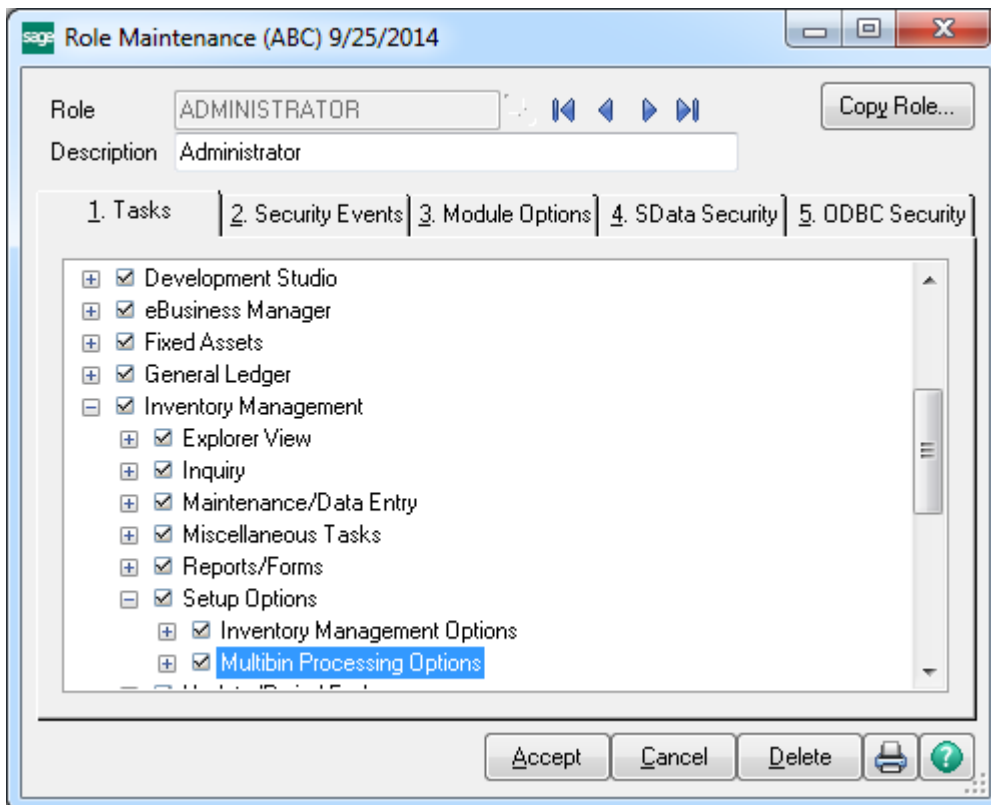 sage Role Maintenance (ABC) 9/25/2014
Role ADMINISTRATOR Copy Role...
Description Administrator
1. Tasks 2. Security Events 3. Module Options 4. SData Security 5. ODBC Security
Development Studio
eBusiness Manager
Fixed Assets
General Ledger
Inventory Management
Explorer View
Inquiry
Maintenance/Data Entry
Miscellaneous Tasks
Reports/Forms
Setup Options
Inventory Management Options
Multibin Processing Options
Accept Cancel Delete